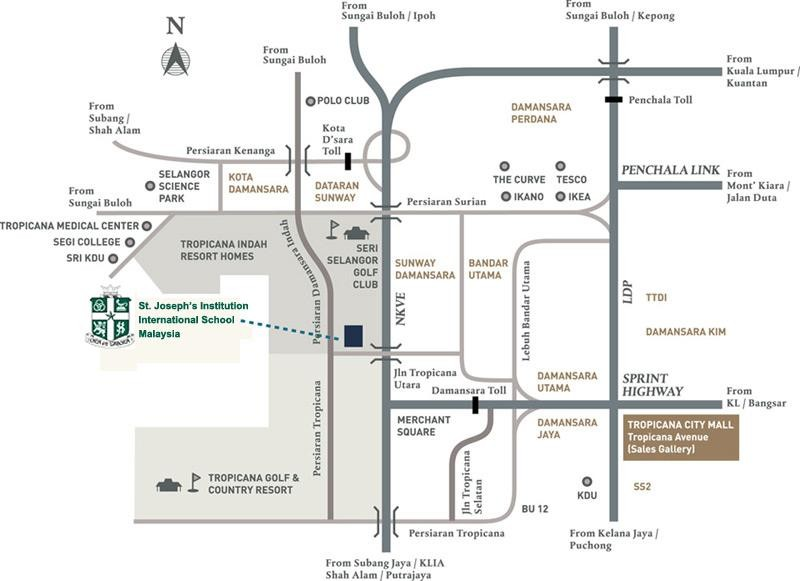 From
Sungai Buloh / Ipoh
From
Sungai Buloh / Kepong
N
From
Sungai Buloh
From
Kuala Lumpur /
Kuantan
POLO CLUB
Penchala Toll
From
Subang /
Shah Alam
DAMANSARA
PERDANA
Kota
D'sara
Toll
Persiaran Kenanga
SELANGOR
SCIENCE
PARK
KOTA
DAMANSARA
DATARAN
SUNWAY
THE CURVE
TESCO
IKANO
IKEA
PENCHALA LINK
From
Mont' Kiara /
Jalan Duta
From
Sungai Buloh
Persiaran Surian
TROPICANA MEDICAL CENTER
SEGI COLLEGE
SRI KDU
TROPICANA INDAH
RESORT HOMES
Persiaran Damansara Indah
SERI
SELANGOR
GOLF
CLUB
SUNWAY
DAMANSARA
BANDAR
UTAMA
Lebuh Bandar Utama
NKVE
LDP
TTDI
DAMANSARA KIM
St. Joseph's Institution
International School
Malaysia
Jln Tropicana
Utara
Damansara Toll
DAMANSARA
UTAMA
SPRINT
HIGHWAY
From
KL / Bangsar
MERCHANT
SQUARE
DAMANSARA
JAYA
TROPICANA CITY MALL
Tropicana Avenue
(Sales Gallery)
Persiaran Tropicana
Jln Tropicana
Selatan
TROPICANA GOLF &
COUNTRY RESORT
KDU
SS2
BU 12
Persiaran Tropicana
From Kelana Jaya /
Puchong
From Subang Jaya / KLIA
Shah Alam / Putrajaya